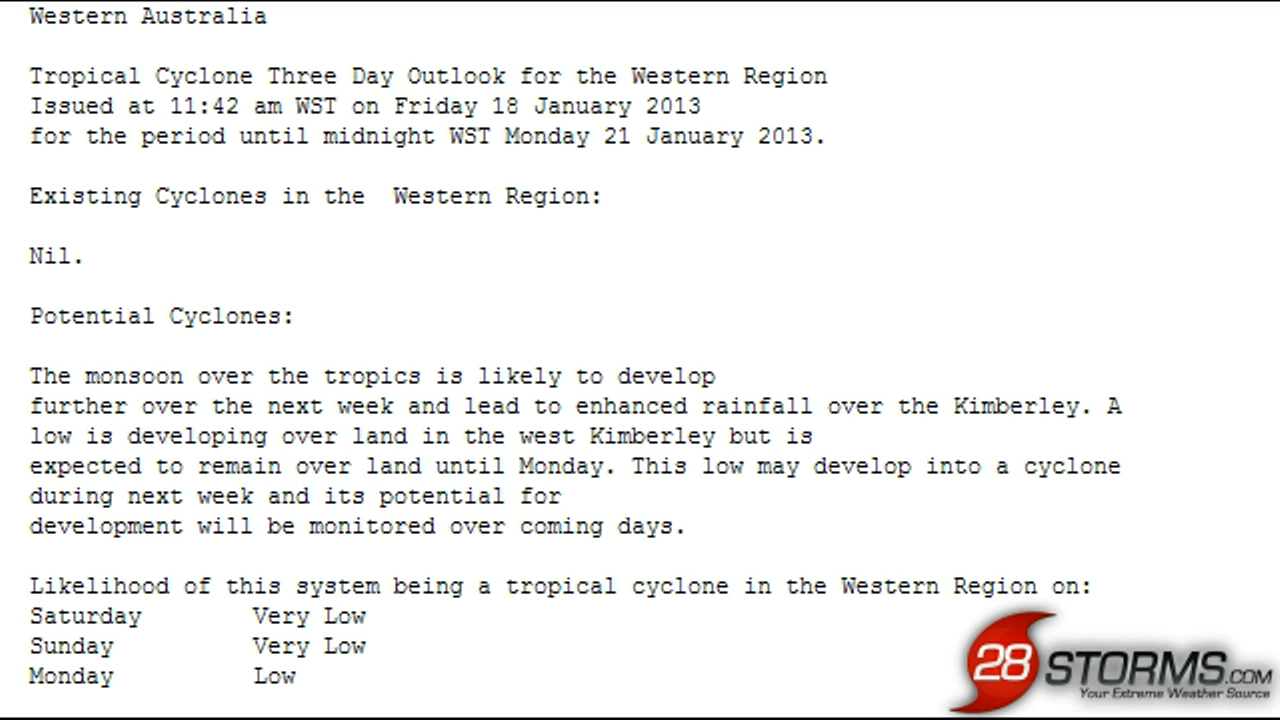 Western Australia
Tropical Cyclone Three Day Outlook for the Western Region
Issued at 11:42 am WST on Friday 18 January 2013
for the period until midnight WST Monday 21 January 2013.
Existing Cyclones in the  Western Region:
Nil.
Potential Cyclones:
The monsoon over the tropics is likely to develop
further over the next week and lead to enhanced rainfall over the Kimberley. A
low is developing over land in the west Kimberley but is
expected to remain over land until Monday. This low may develop into a cyclone
during next week and its potential for
development will be monitored over coming days.
Likelihood of this system being a tropical cyclone in the Western Region on:
Saturday        Very Low
Sunday          Very Low
Monday          Low
28STORMS.COM
Your Extreme Weather Source